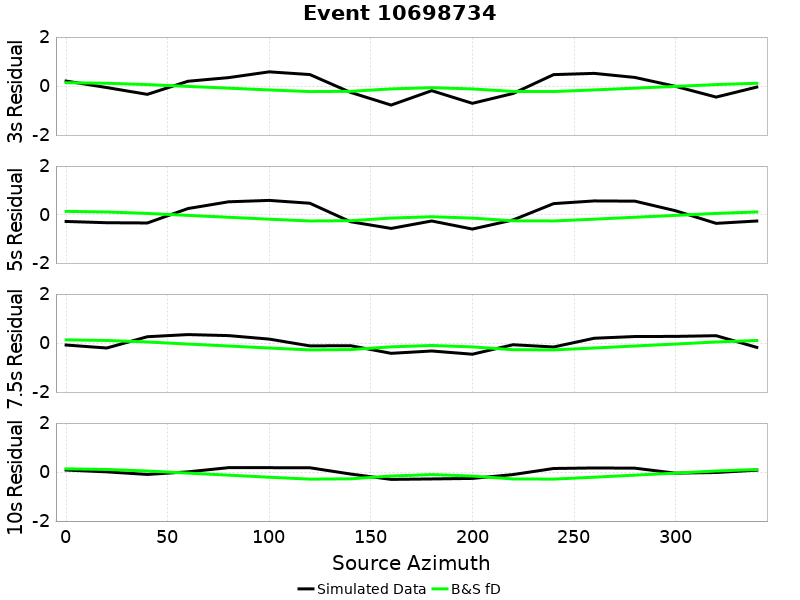 Event 10698734
3s Residual
2
0
-2
5s Residual
2
0
-2
7.5s Residual
2
0
-2
10s Residual
2
0
-2
0 50 100 150 200 250 300
Source Azimuth
Simulated Data B&S fD